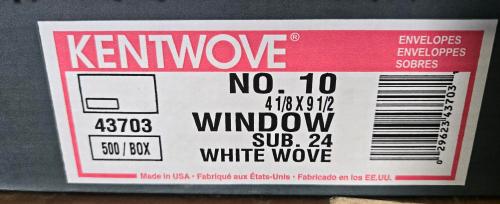 KENTWOVE®
ENVELOPES
ENVELOPPES
SOBRES
NO. 10
4 1/8 X 9 1/2
WINDOW
SUB. 24
WHITE WOVE
43703
500 / BOX
0 29623 43703 1
Made in USA • Fabriqué aux États-Unis • Fabricado en los EE.UU.